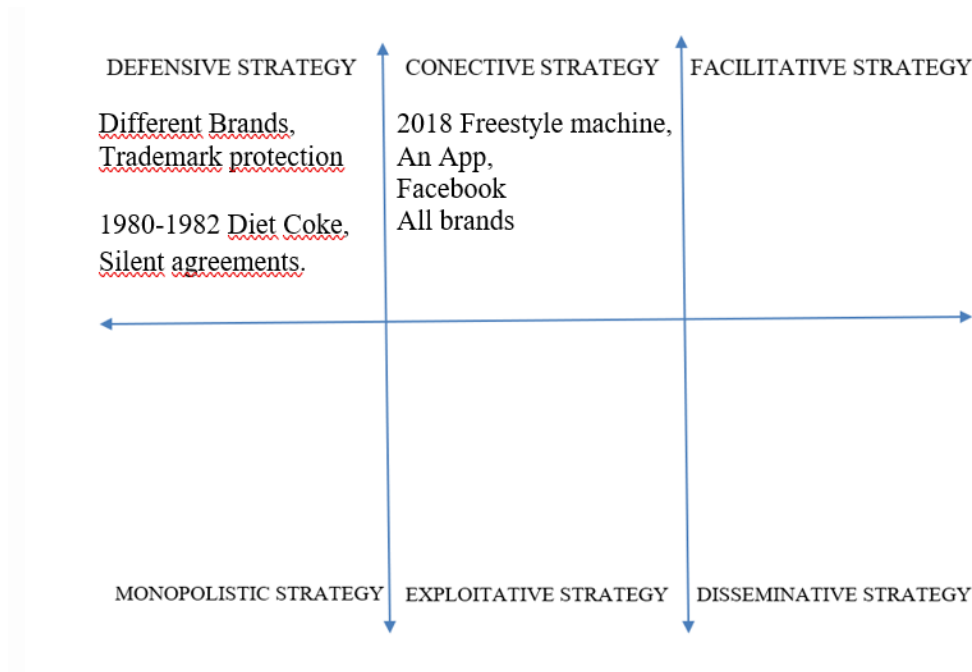 DEFENSIVE STRATEGY
CONECTIVE STRATEGY
FACILITATIVE STRATEGY
Different Brands,
Trademark protection
1980-1982 Diet Coke,
Silent agreements.
2018 Freestyle machine,
An App,
Facebook
All brands
MONOPOLISTIC STRATEGY
EXPLOITATIVE STRATEGY
DISSEMINATIVE STRATEGY